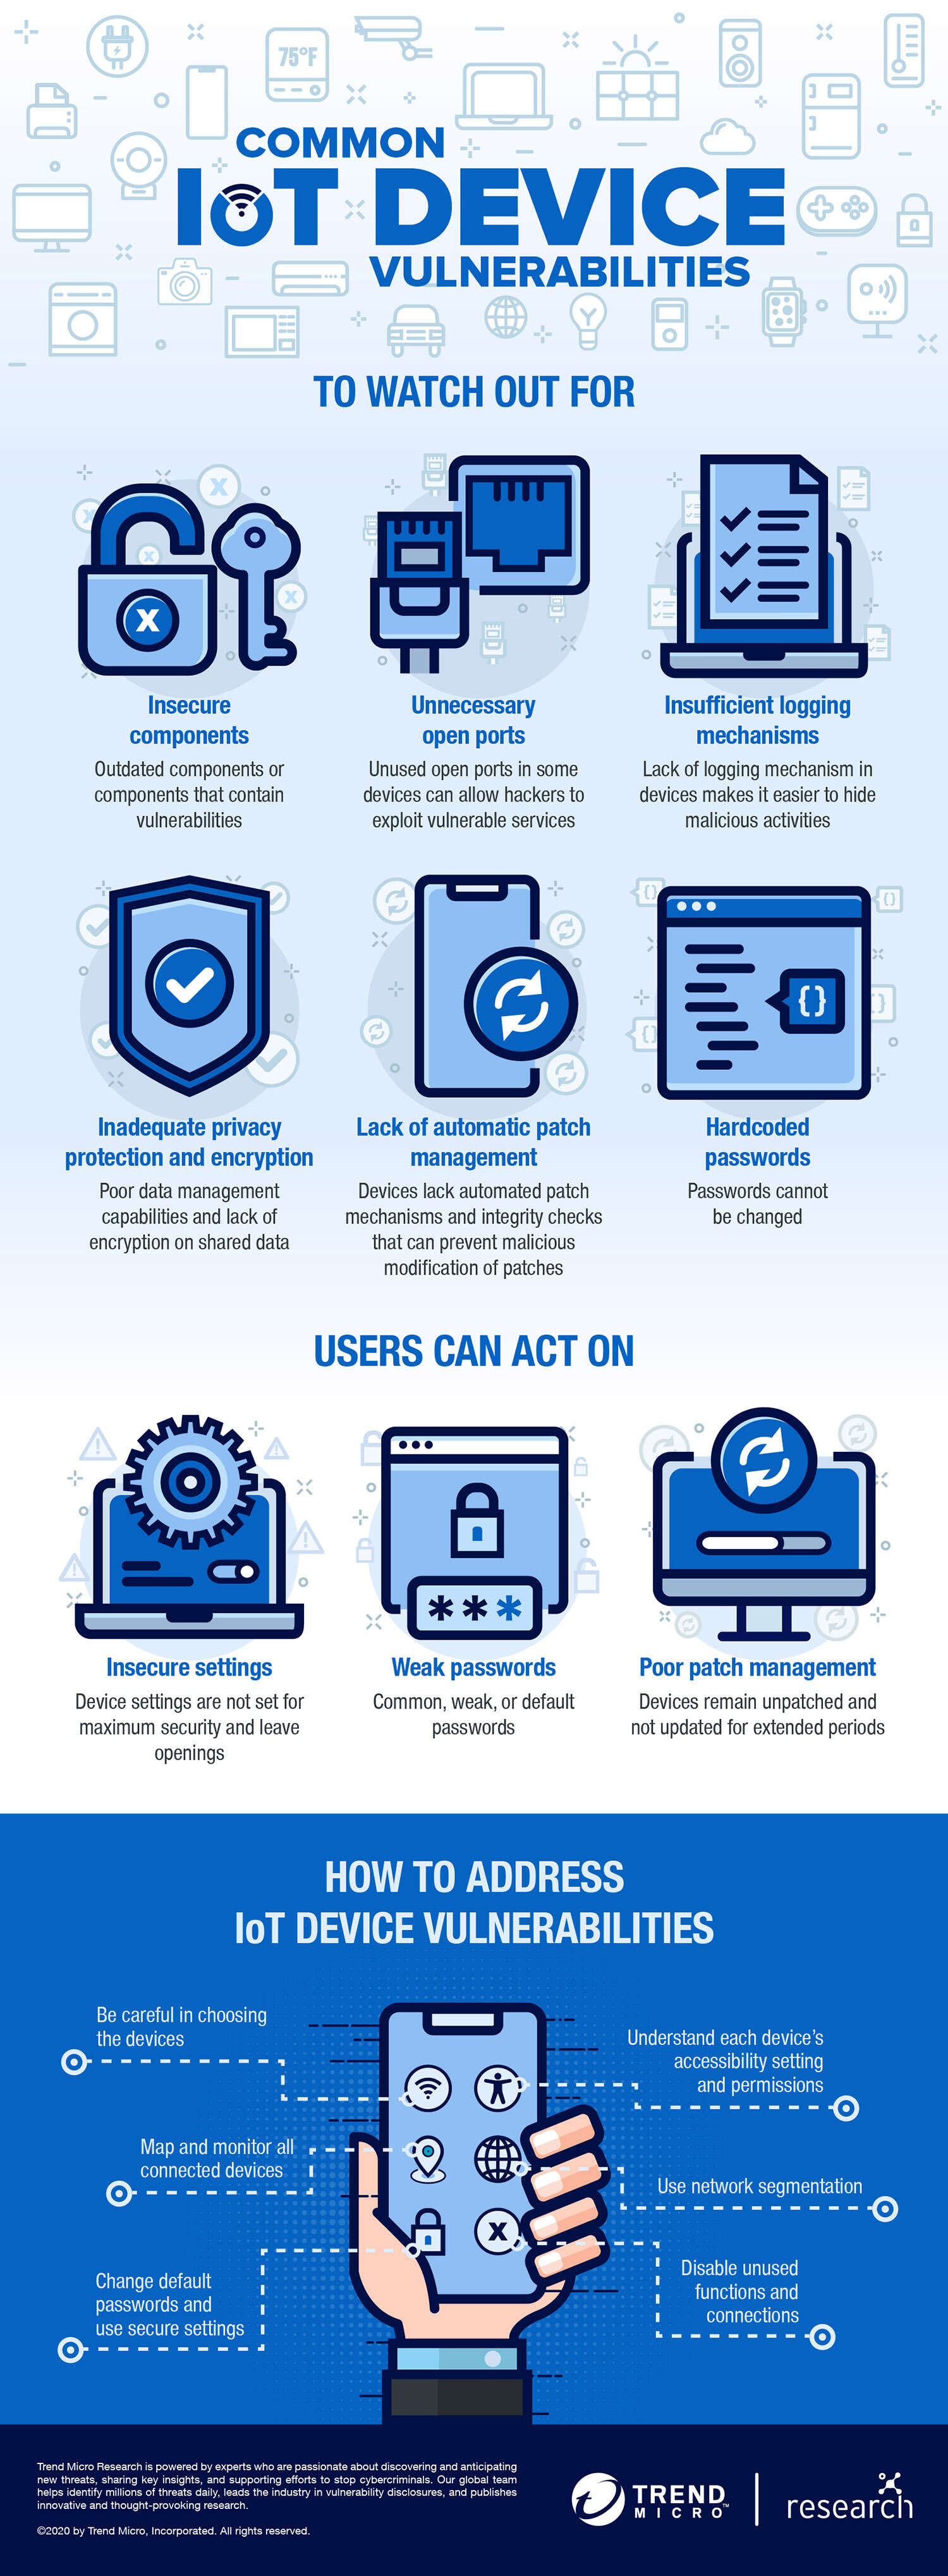 75°F
COMMON
IoT DEVICE
VULNERABILITIES
TO WATCH OUT FOR
X
X
X
X
X
Insecure
components
Outdated components or
components that contain
vulnerabilities
Unnecessary
open ports
Unused open ports in some
devices can allow hackers to
exploit vulnerable services
Insufficient logging
mechanisms
Lack of logging mechanism in
devices makes it easier to hide
malicious activities
{}
{}
{}
{}
{}
Inadequate privacy
protection and encryption
Poor data management
capabilities and lack of
encryption on shared data
Lack of automatic patch
management
Devices lack automated patch
mechanisms and integrity checks
that can prevent malicious
modification of patches
Hardcoded
passwords
Passwords cannot
be changed
USERS CAN ACT ON
***
Insecure settings
Device settings are not set for
maximum security and leave
openings
Weak passwords
Common, weak, or default
passwords
Poor patch management
Devices remain unpatched and
not updated for extended periods
HOW TO ADDRESS
IoT DEVICE VULNERABILITIES
Be careful in choosing
the devices
Understand each device's
accessibility setting
and permissions
Map and monitor all
connected devices
Use network segmentation
X
Change default
passwords and
use secure settings
Disable unused
functions and
connections
Trend Micro Research is powered by experts who are passionate about discovering and anticipating
new threats, sharing key insights, and supporting efforts to stop cybercriminals. Our global team
helps identify millions of threats daily, leads the industry in vulnerability disclosures, and publishes
innovative and thought-provoking research.
©2020 by Trend Micro, Incorporated. All rights reserved.
TREND
MICRO™
research